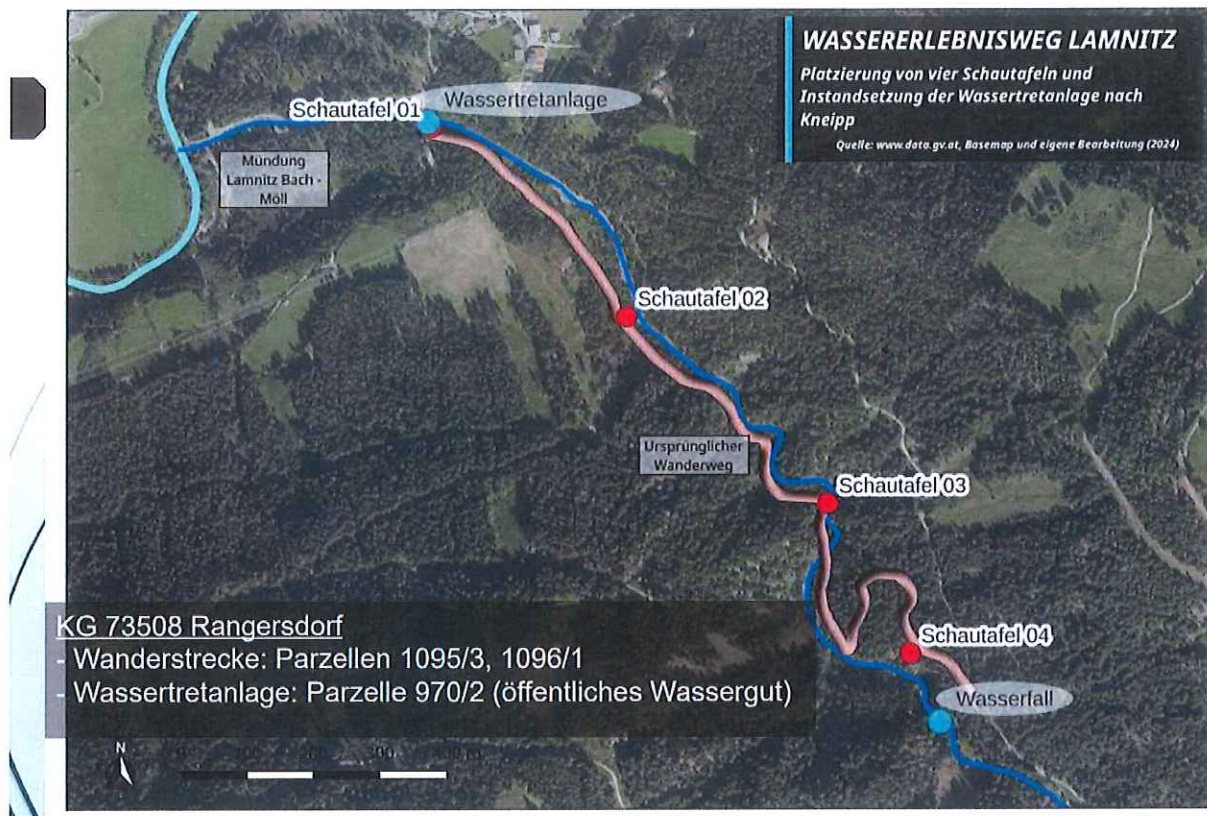 WASSERERLEBNISWEG LAMNITZ
Platzierung von vier Schautafeln und
Instandsetzung der Wassertretanlage nach
Kneipp
Quelle: www.data.gv.at, Basemap und eigene Bearbeitung (2024)
Schautafel 01
Wassertretanlage
Mündung
Lamnitz Bach -
Möll
Schautafel 02
Ursprünglicher
Wanderweg
Schautafel 03
Schautafel 04
Wasserfall
KG 73508 Rangersdorf
- Wanderstrecke: Parzellen 1095/3, 1096/1
- Wassertretanlage: Parzelle 970/2 (öffentliches Wassergut)
N